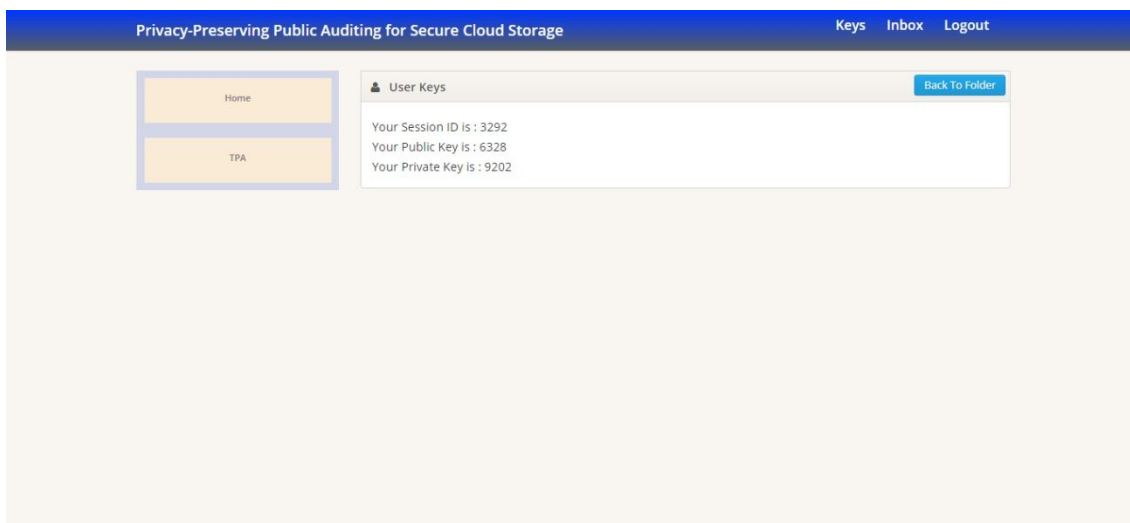 Privacy-Preserving Public Auditing for Secure Cloud Storage
Keys Inbox Logout
Home
TPA
User Keys
Back To Folder
Your Session ID is : 3292
Your Public Key is : 6328
Your Private Key is : 9202